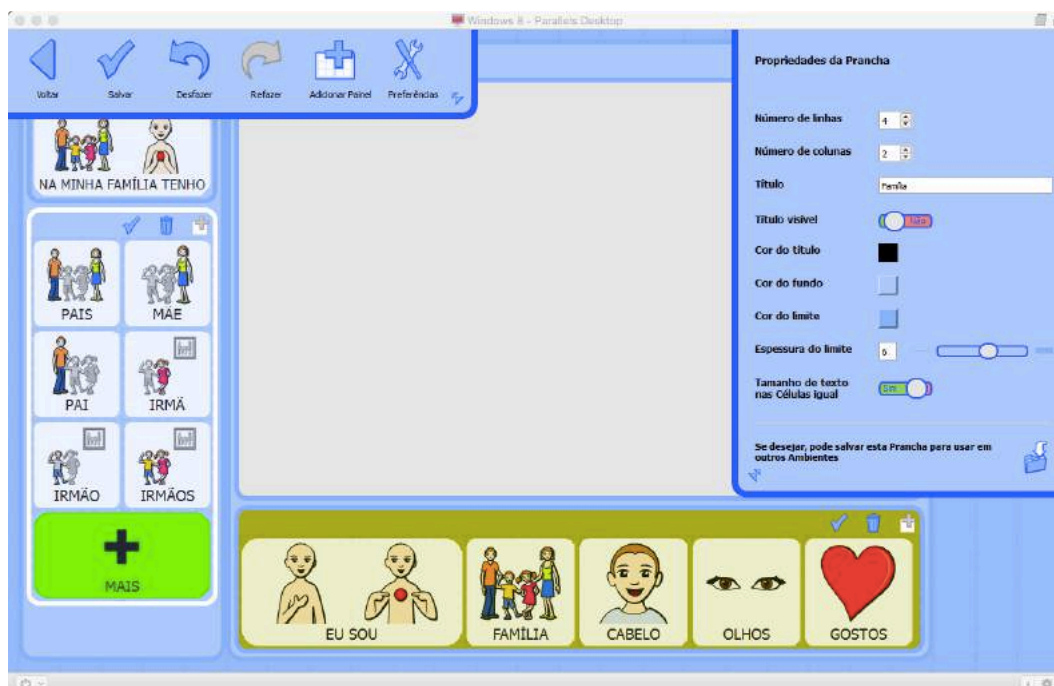 Windows 8 - Parallels Desktop
Voltar
Salvar
Desfazer
Refazer
Adicionar Painel
Preferências
NA MINHA FAMÍLIA TENHO
PAIS
MÃE
PAI
IRMÃ
IRMÃO
IRMÃOS
MAIS
EU SOU
FAMÍLIA
CABELO
OLHOS
GOSTOS
Propriedades da Prancha
Número de linhas
4
Número de colunas
2
Título
Família
Título visível
Cor do título
Cor do fundo
Cor do limite
Espessura do limite
6
Tamanho de texto
nas Células igual
Sim
Se desejar, pode salvar esta Prancha para usar em
outros Ambientes